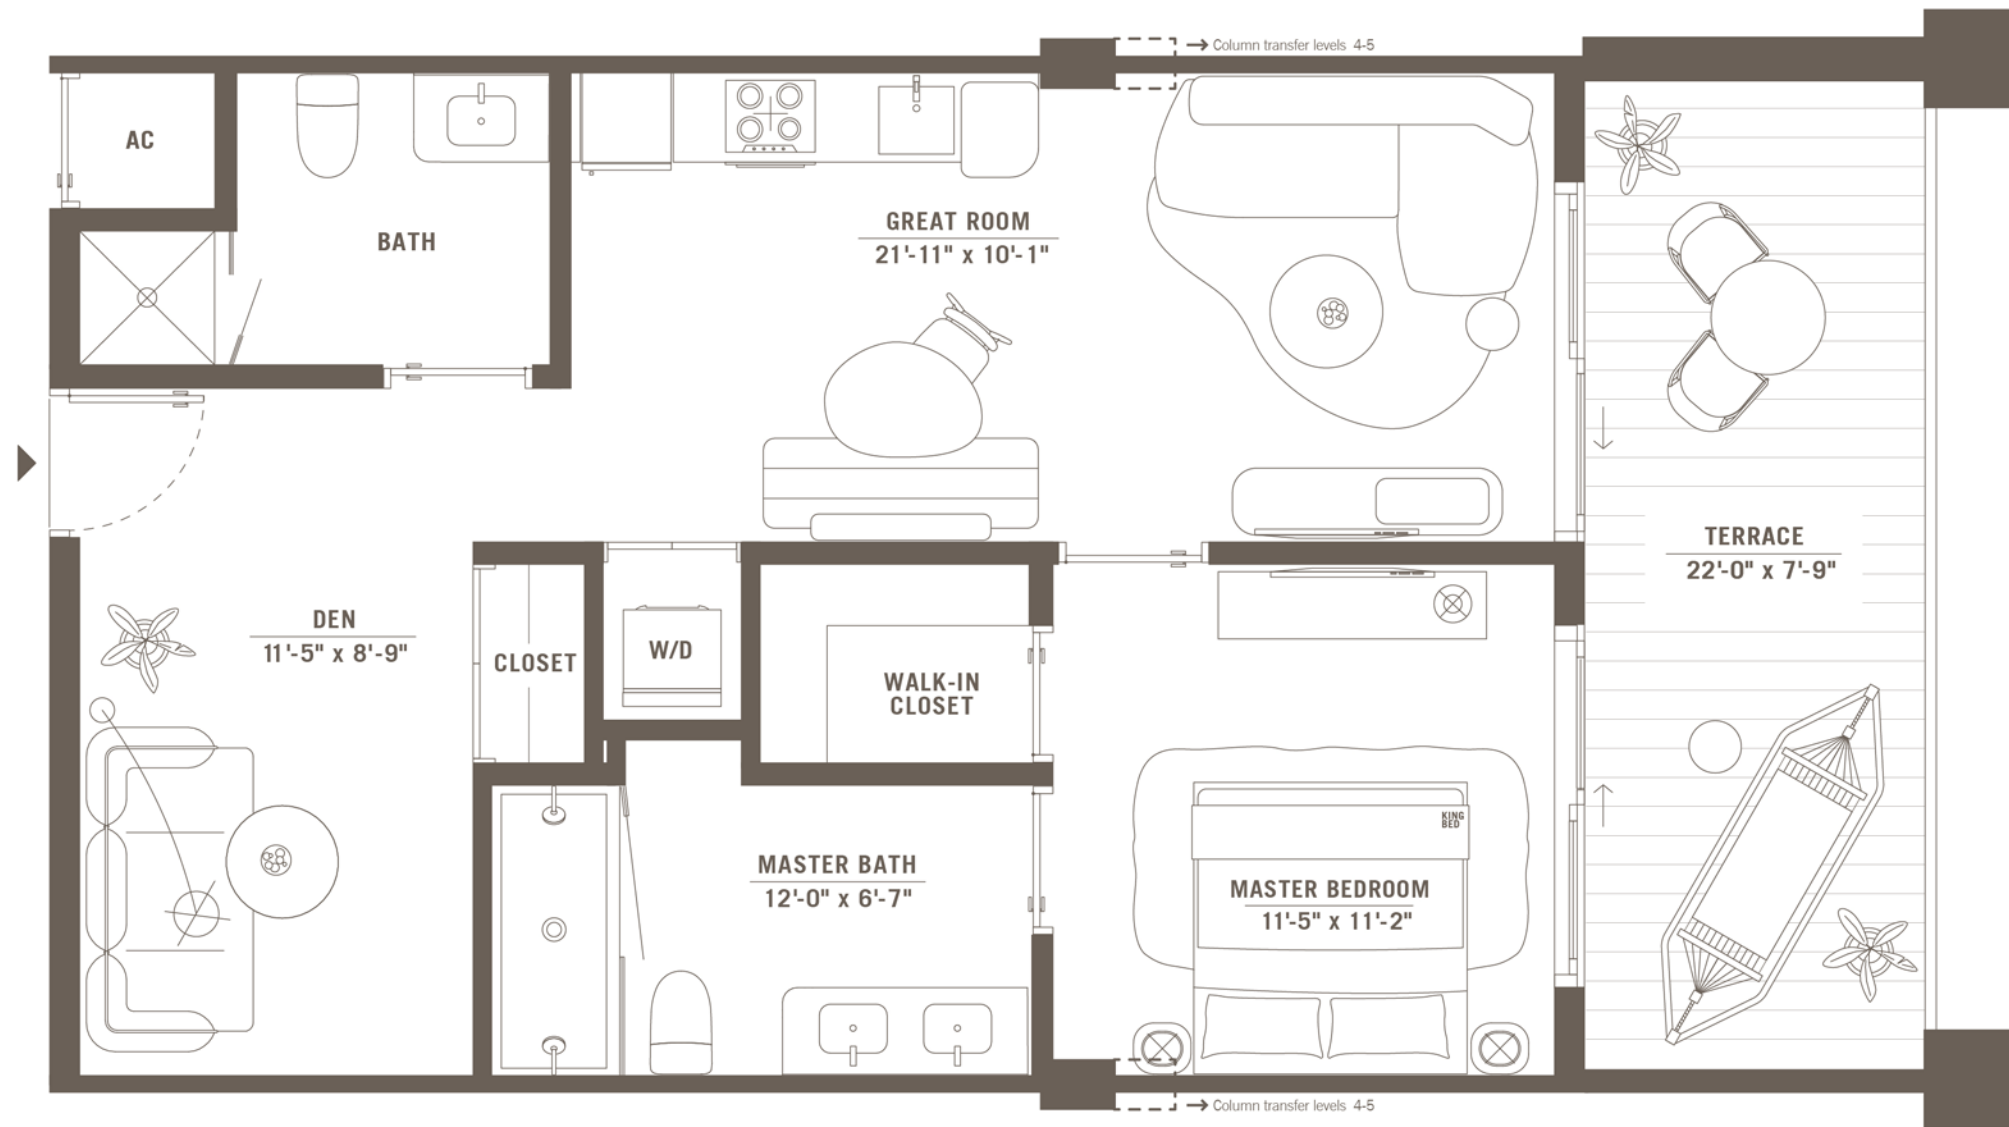 Column transfer levels 4-5
AC
BATH
GREAT ROOM
21'-11" x 10'-1"
TERRACE
22'-0" x 7'-9"
DEN
11'-5" x 8'-9"
CLOSET
W/D
WALK-IN
CLOSET
KING
BED
MASTER BATH
12'-0" x 6'-7"
MASTER BEDROOM
11'-5" x 11'-2"
Column transfer levels 4-5